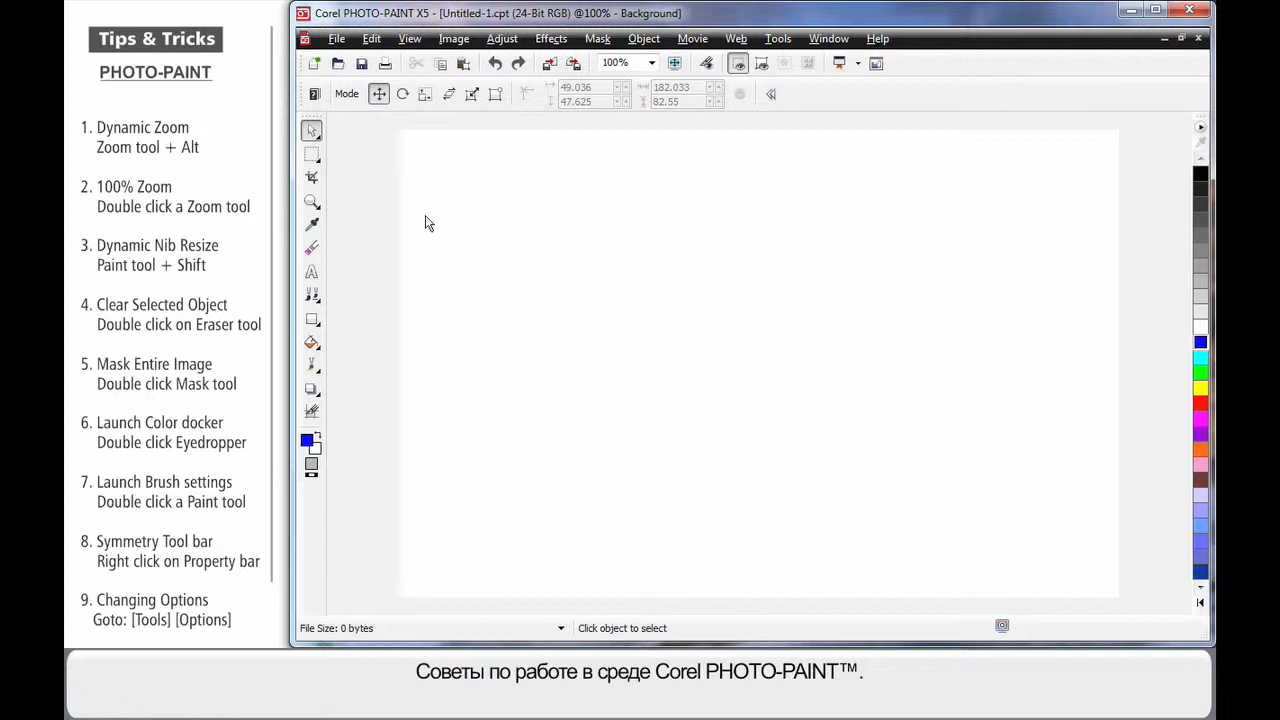 Tips & Tricks
PHOTO-PAINT
1. Dynamic Zoom
Zoom tool + Alt
2. 100% Zoom
Double click a Zoom tool
3. Dynamic Nib Resize
Paint tool + Shift
4. Clear Selected Object
Double click on Eraser tool
5. Mask Entire Image
Double click Mask tool
6. Launch Color docker
Double click Eyedropper
7. Launch Brush settings
Double click a Paint tool
8. Symmetry Tool bar
Right click on Property bar
9. Changing Options
Goto: [Tools] [Options]
Corel PHOTO-PAINT X5 - [Untitled-1.cpt (24-Bit RGB) @100% - Background]
File Edit View Image Adjust Effects Mask Object Movie Web Tools Window Help
100%
Mode 49.036 182.033
47.625 82.55
File Size: 0 bytes Click object to select
Советы по работе в среде Corel PHOTO-PAINT™.